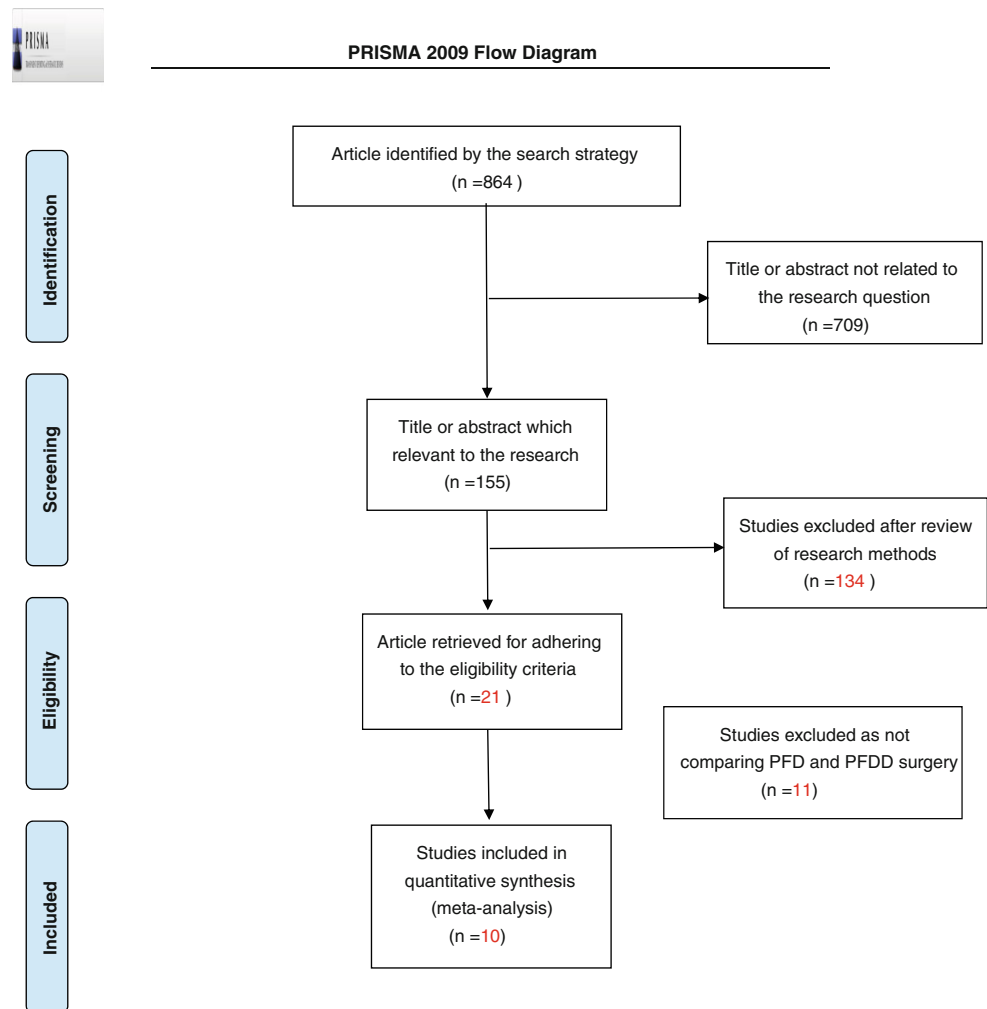 PRISMA
PRISMA 2009 Flow Diagram
Identification
Article identified by the search strategy
(n =864 )
Title or abstract not related to
the research question
(n =709)
Screening
Title or abstract which
relevant to the research
(n =155)
Studies excluded after review
of research methods
(n =134 )
Eligibility
Article retrieved for adhering
to the eligibility criteria
(n =21 )
Studies excluded as not
comparing PFD and PFDD surgery
(n =11)
Included
Studies included in
quantitative synthesis
(meta-analysis)
(n =10)